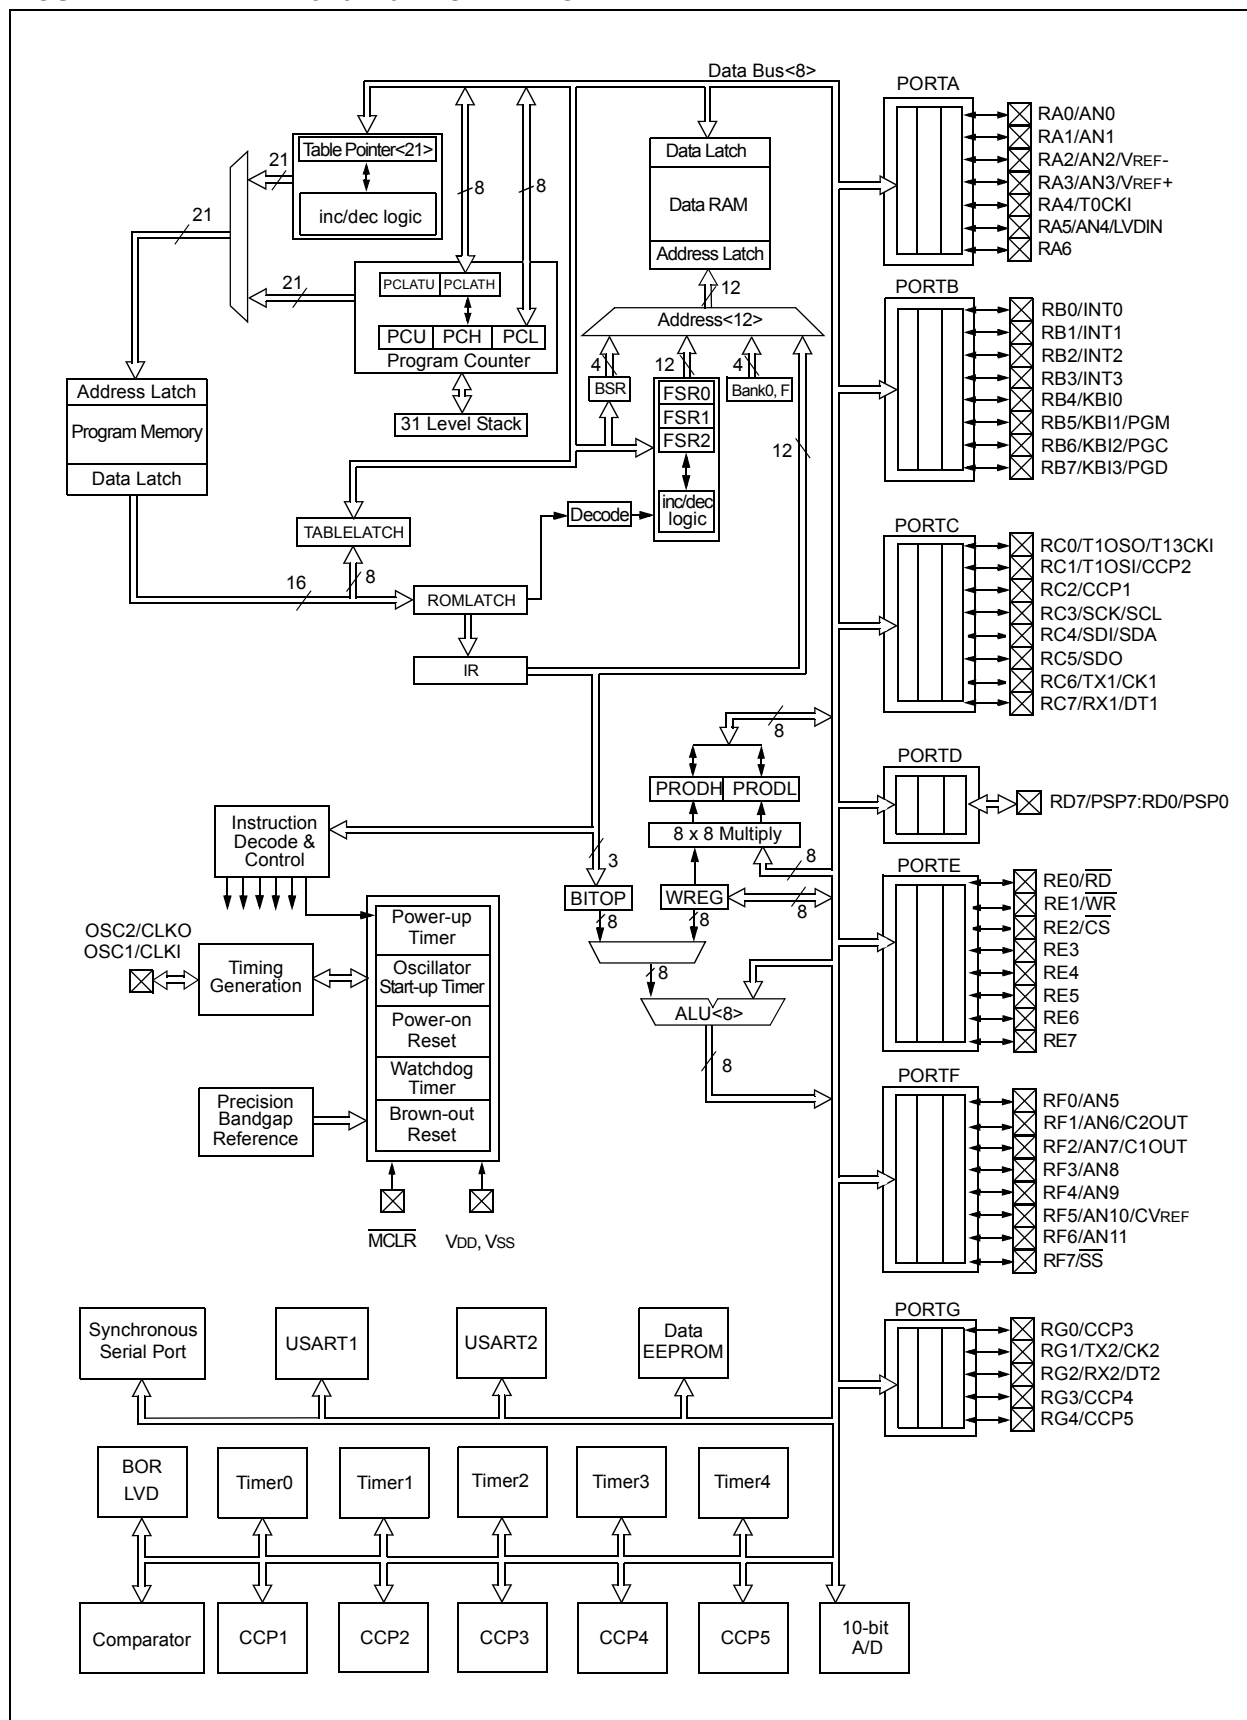 Data Bus<8>
Table Pointer<21>
inc/dec logic
21
21
21
8
8
PCLATU PCLATH
PCU PCH PCL
Program Counter
31 Level Stack
Address Latch
Program Memory
Data Latch
Data Latch
Data RAM
Address Latch
12
Address<12>
4
12
4
BSR
FSR0
FSR1
FSR2
Bank0, F
12
inc/dec
logic
Decode
TABLELATCH
8
16
ROMLATCH
IR
8
PRODH PRODL
8 x 8 Multiply
8
3
BITOP
WREG
8
8
8
8
ALU<8>
8
Instruction
Decode &
Control
OSC2/CLKO
OSC1/CLKI
Timing
Generation
Power-up
Timer
Oscillator
Start-up Timer
Power-on
Reset
Watchdog
Timer
Brown-out
Reset
Precision
Bandgap
Reference
MCLR
VDD, VSS
PORTA
RA0/AN0
RA1/AN1
RA2/AN2/VREF-
RA3/AN3/VREF+
RA4/T0CKI
RA5/AN4/LVDIN
RA6
PORTB
RB0/INT0
RB1/INT1
RB2/INT2
RB3/INT3
RB4/KBI0
RB5/KBI1/PGM
RB6/KBI2/PGC
RB7/KBI3/PGD
PORTC
RC0/T1OSO/T13CKI
RC1/T1OSI/CCP2
RC2/CCP1
RC3/SCK/SCL
RC4/SDI/SDA
RC5/SDO
RC6/TX1/CK1
RC7/RX1/DT1
PORTD
RD7/PSP7:RD0/PSP0
PORTE
RE0/RD
RE1/WR
RE2/CS
RE3
RE4
RE5
RE6
RE7
PORTF
RF0/AN5
RF1/AN6/C2OUT
RF2/AN7/C1OUT
RF3/AN8
RF4/AN9
RF5/AN10/CVREF
RF6/AN11
RF7/SS
PORTG
RG0/CCP3
RG1/TX2/CK2
RG2/RX2/DT2
RG3/CCP4
RG4/CCP5
Synchronous
Serial Port
USART1
USART2
Data
EEPROM
BOR
LVD
Timer0
Timer1
Timer2
Timer3
Timer4
Comparator
CCP1
CCP2
CCP3
CCP4
CCP5
10-bit
A/D